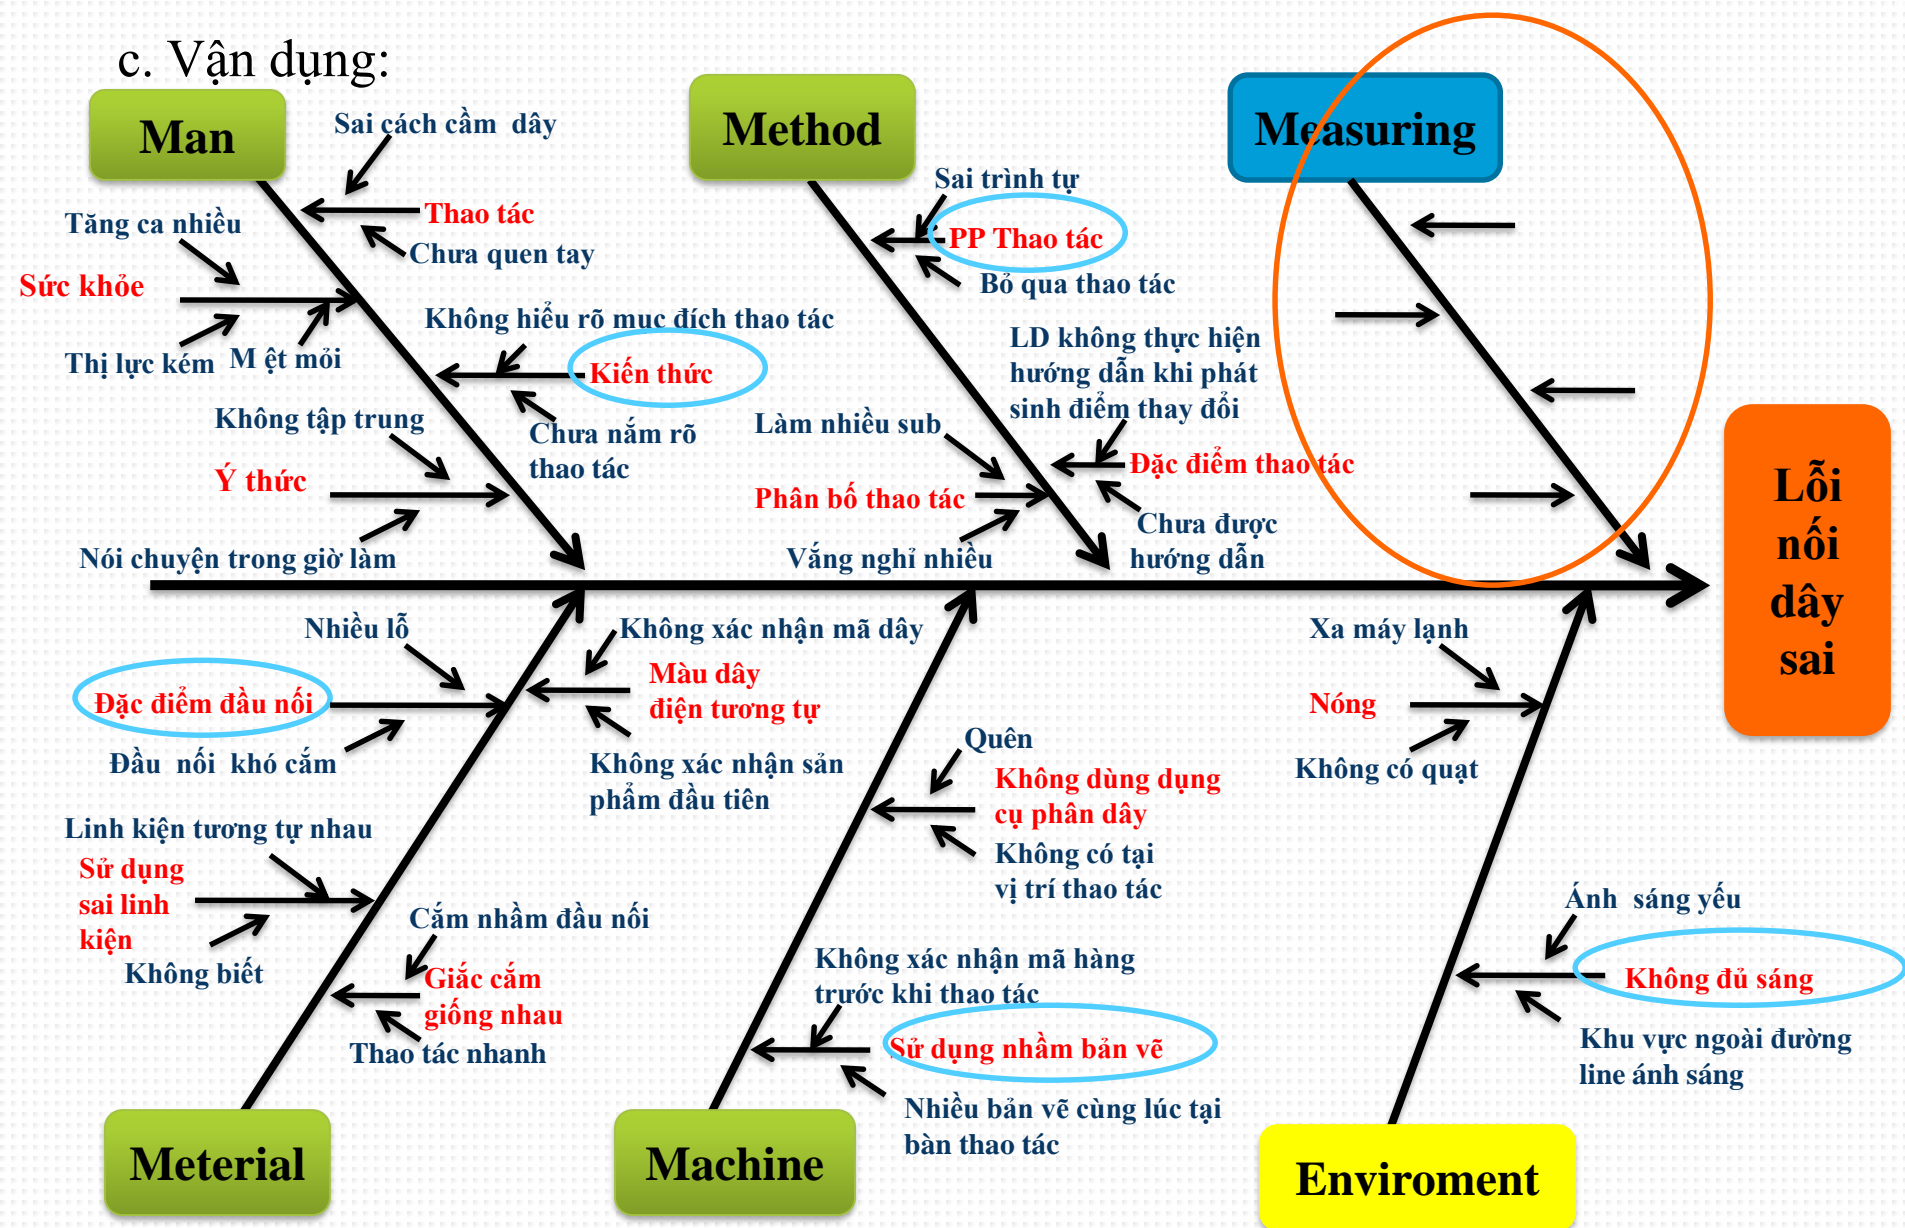 c. Vận dụng:
Man
Sai cách cầm dây
Thao tác
Chưa quen tay
Tăng ca nhiều
Sức khỏe
Thị lực kém
M ệt mỏi
Không hiểu rõ mục đích thao tác
Kiến thức
Chưa nắm rõ
thao tác
Không tập trung
Ý thức
Nói chuyện trong giờ làm
Method
Sai trình tự
PP Thao tác
Bỏ qua thao tác
LD không thực hiện
hướng dẫn khi phát
sinh điểm thay đổi
Đặc điểm thao tác
Chưa được
hướng dẫn
Làm nhiều sub
Phân bố thao tác
Vắng nghỉ nhiều
Measuring
Lỗi
nối
dây
sai
Nhiều lỗ
Đặc điểm đầu nối
Đầu nối khó cắm
Không xác nhận mã dây
Màu dây
điện tương tự
Không xác nhận sản
phẩm đầu tiên
Linh kiện tương tự nhau
Sử dụng
sai linh
kiện
Không biết
Cắm nhầm đầu nối
Giắc cắm
giống nhau
Thao tác nhanh
Meterial
Quên
Không dùng dụng
cụ phân dây
Không có tại
vị trí thao tác
Không xác nhận mã hàng
trước khi thao tác
Sử dụng nhầm bản vẽ
Nhiều bản vẽ cùng lúc tại
bàn thao tác
Machine
Xa máy lạnh
Nóng
Không có quạt
Ánh sáng yếu
Không đủ sáng
Khu vực ngoài đường
line ánh sáng
Enviroment